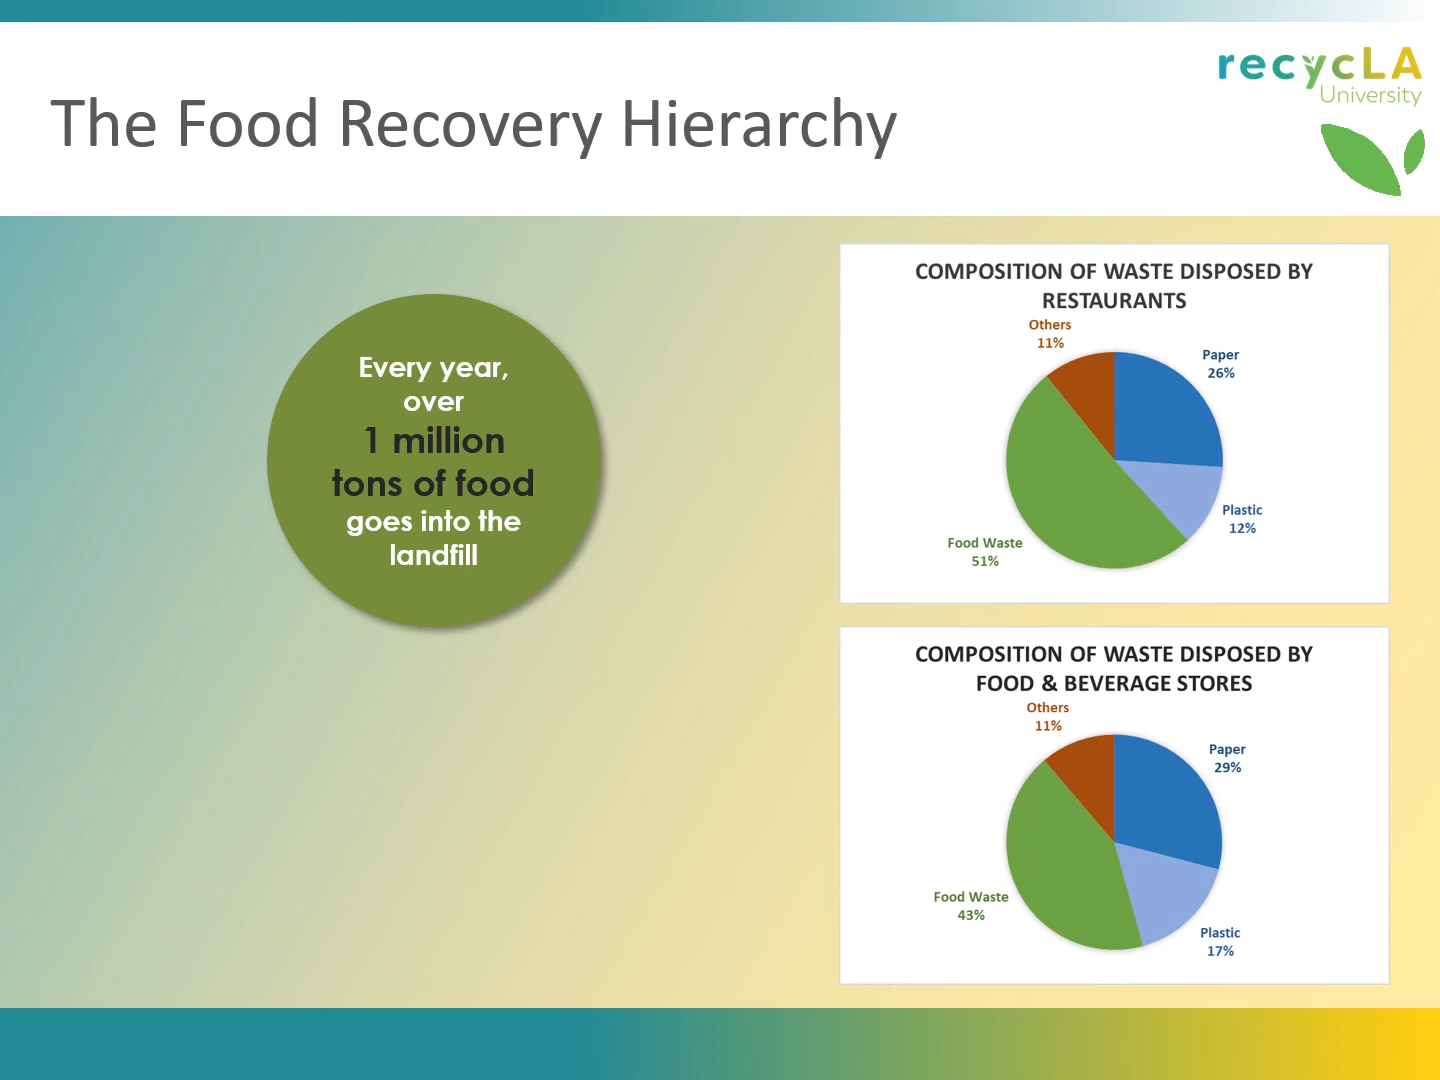 recycLA
University
The Food Recovery Hierarchy
Every year,
over
1 million
tons of food
goes into the
landfill
COMPOSITION OF WASTE DISPOSED BY
RESTAURANTS
Others
11%
Paper
26%
Plastic
12%
Food Waste
51%
COMPOSITION OF WASTE DISPOSED BY
FOOD & BEVERAGE STORES
Others
11%
Paper
29%
Food Waste
43%
Plastic
17%